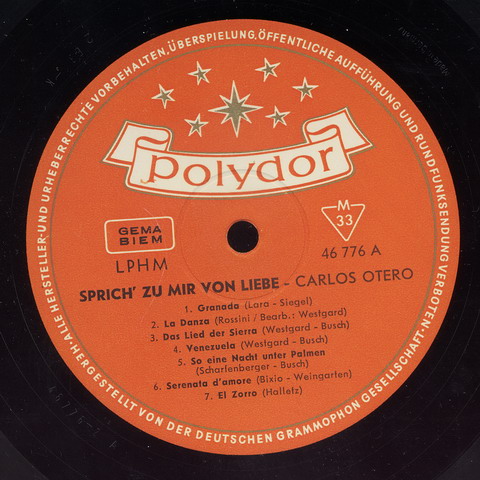 ALLE HERSTELLER- UND URHEBERRECHTE VORBEHALTEN, ÜBERSPIELUNG, ÖFFENTLICHE AUFFÜHRUNG UND RUNDFUNKSENDUNG VERBOTEN.
polydor
GEMA
BIEM
M
33
LPHM
46 776 A
SPRICH' ZU MIR VON LIEBE - CARLOS OTERO
1. Granada (Lara - Siegel)
2. La Danza (Rossini / Bearb.: Westgard)
3. Das Lied der Sierra (Westgard - Busch)
4. Venezuela (Westgard - Busch)
5. So eine Nacht unter Palmen
(Scharfenberger - Busch)
6. Serenata d'amore (Bixio - Weingarten)
7. El Zorro (Halletz)
HERGESTELLT VON DER DEUTSCHEN GRAMMOPHON GESELLSCHAFT